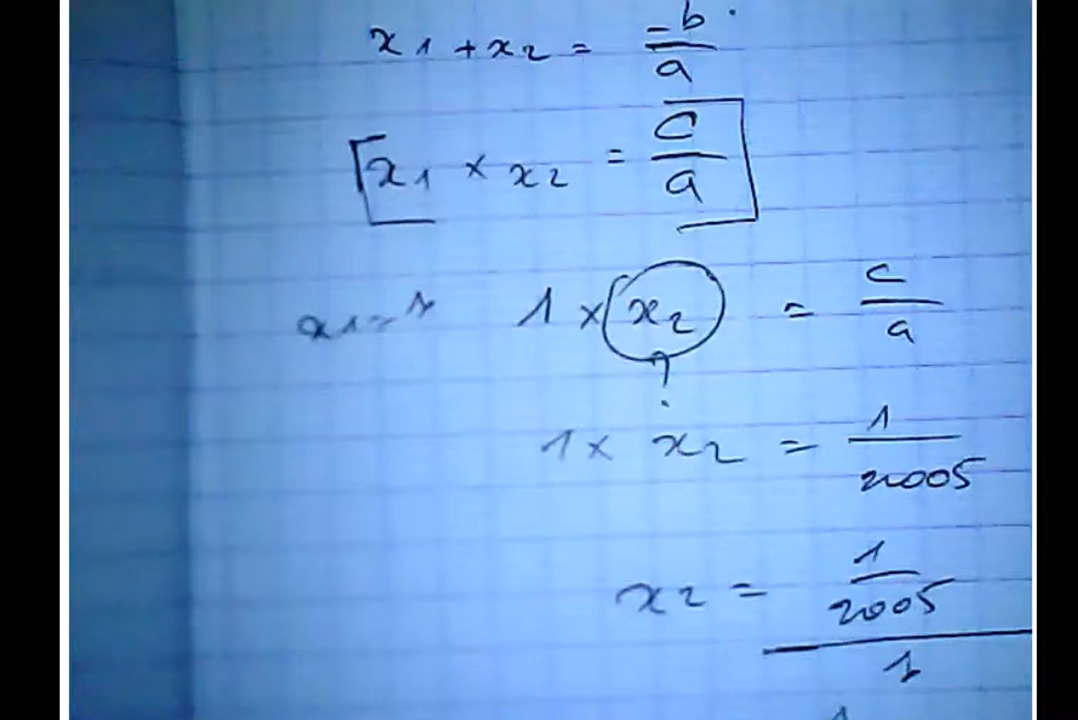 x1 + x2 = -b/a
x1 × x2 = c/a
x1 = 1 1 × x2 = c/a
?
1 × x2 = 1/2005
x2 = 1/2005 / 1